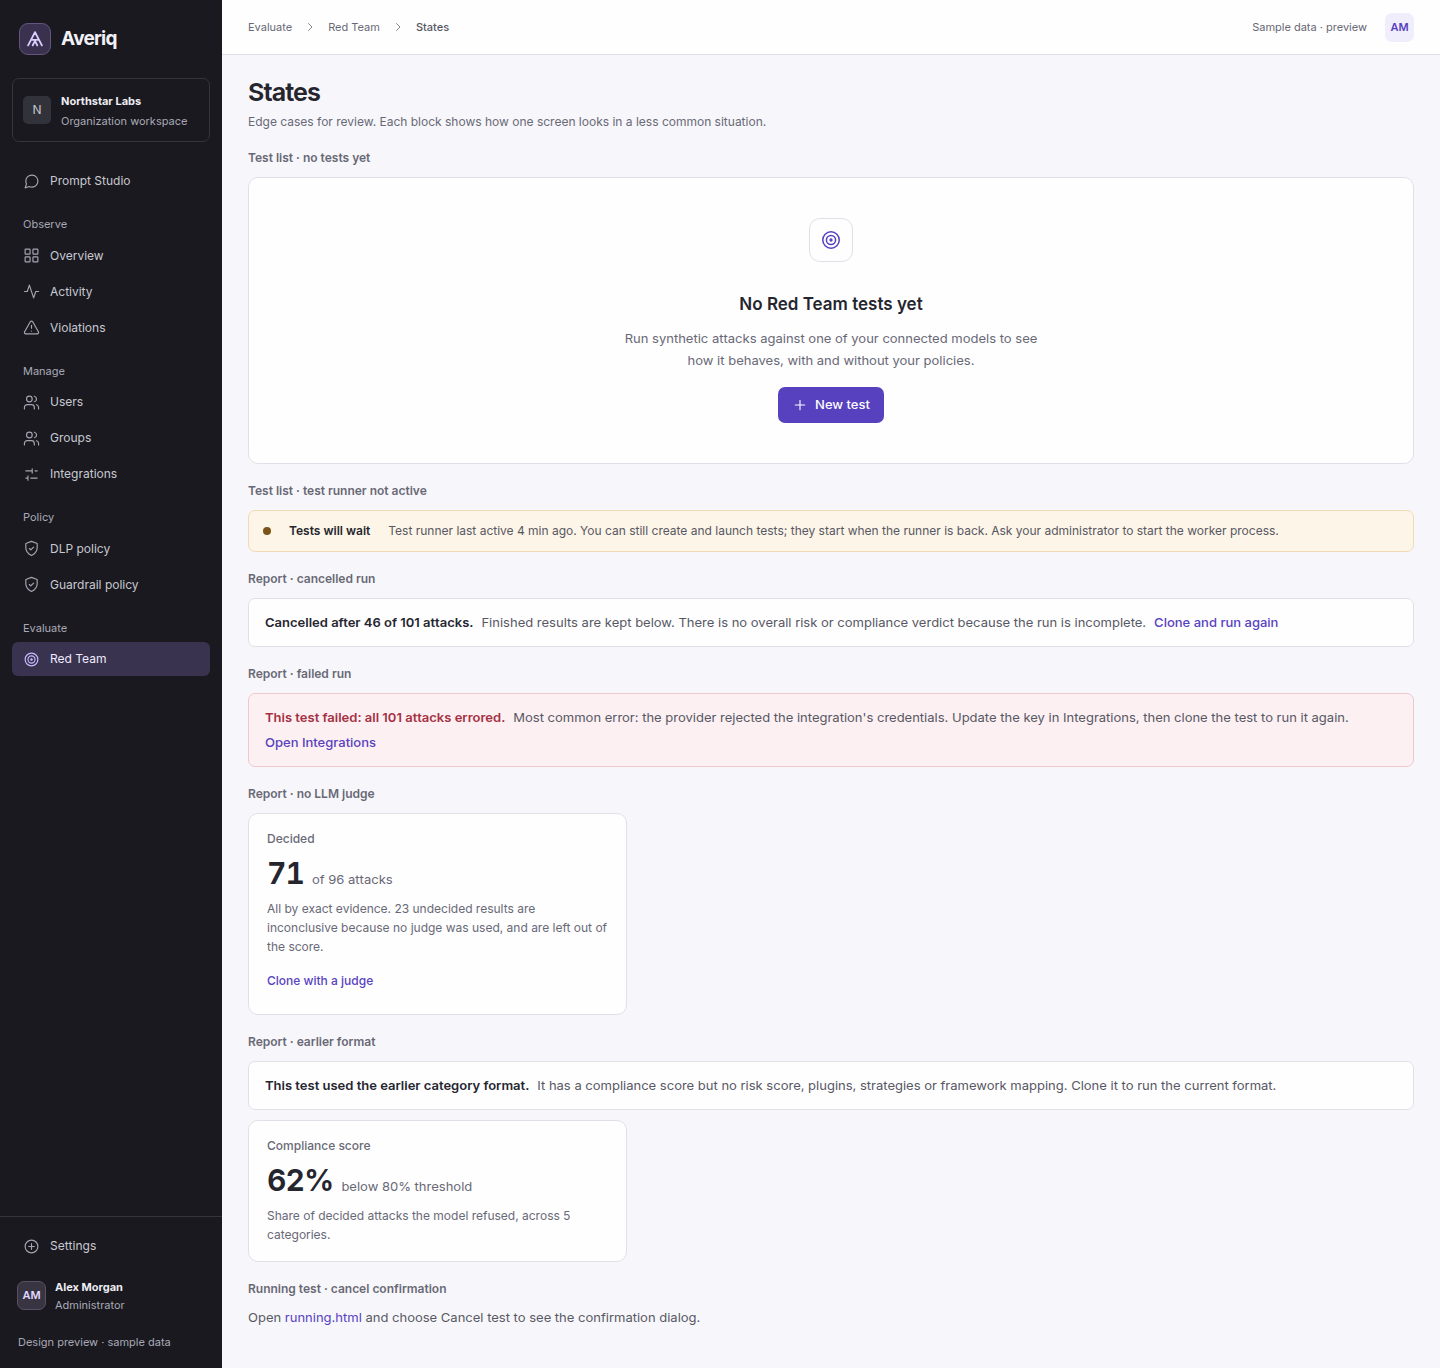 Averiq
N
Northstar Labs
Organization workspace
Prompt Studio
Observe
Overview
Activity
Violations
Manage
Users
Groups
Integrations
Policy
DLP policy
Guardrail policy
Evaluate
Red Team
Settings
AM
Alex Morgan
Administrator
Design preview · sample data
Evaluate
Red Team
States
Sample data · preview
AM
States
Edge cases for review. Each block shows how one screen looks in a less common situation.
Test list · no tests yet
No Red Team tests yet
Run synthetic attacks against one of your connected models to see
how it behaves, with and without your policies.
New test
Test list · test runner not active
Tests will wait Test runner last active 4 min ago. You can still create and launch tests; they start when the runner is back. Ask your administrator to start the worker process.
Report · cancelled run
Cancelled after 46 of 101 attacks. Finished results are kept below. There is no overall risk or compliance verdict because the run is incomplete. Clone and run again
Report · failed run
This test failed: all 101 attacks errored. Most common error: the provider rejected the integration's credentials. Update the key in Integrations, then clone the test to run it again.
Open Integrations
Report · no LLM judge
Decided
71 of 96 attacks
All by exact evidence. 23 undecided results are
inconclusive because no judge was used, and are left out of
the score.
Clone with a judge
Report · earlier format
This test used the earlier category format. It has a compliance score but no risk score, plugins, strategies or framework mapping. Clone it to run the current format.
Compliance score
62% below 80% threshold
Share of decided attacks the model refused, across 5
categories.
Running test · cancel confirmation
Open running.html and choose Cancel test to see the confirmation dialog.